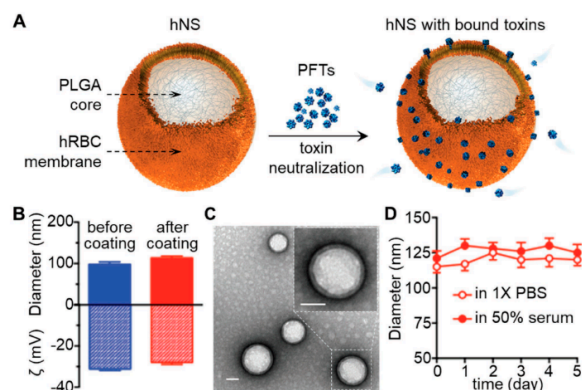 A
hNS
hNS with bound toxins
PLGA
core
hRBC
membrane
PFTs
toxin
neutralization
B
before
coating
after
coating
Diameter (nm)
200
100
0
ζ (mV)
-20
-40
C
D
Diameter (nm)
150
125
100
75
50
in 1X PBS
in 50% serum
0 1 2 3 4 5
time (day)